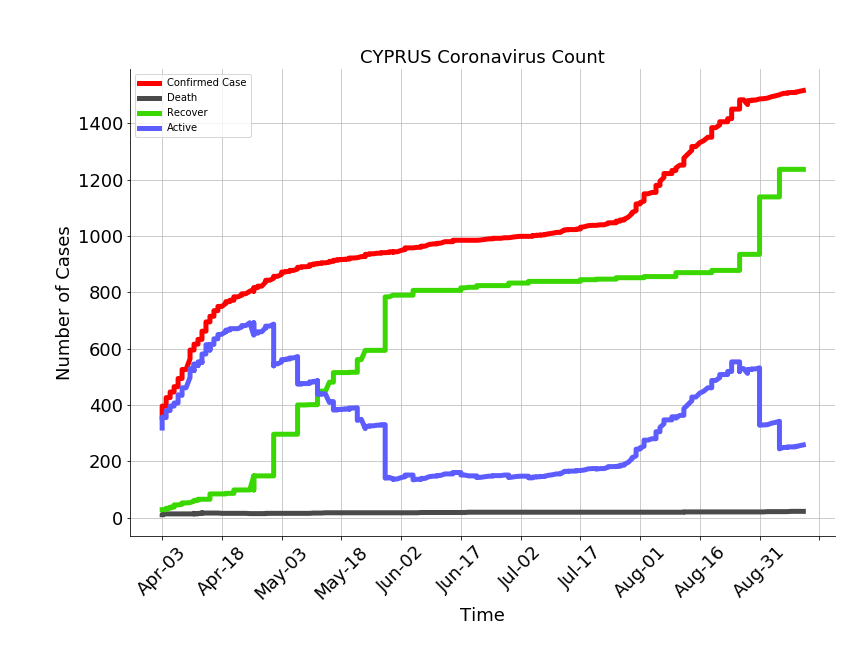 CYPRUS Coronavirus Count
Confirmed Case
Death
Recover
Active
Number of Cases
1400
1200
1000
800
600
400
200
0
Apr-03
Apr-18
May-03
May-18
Jun-02
Jun-17
Jul-02
Jul-17
Aug-01
Aug-16
Aug-31
Time